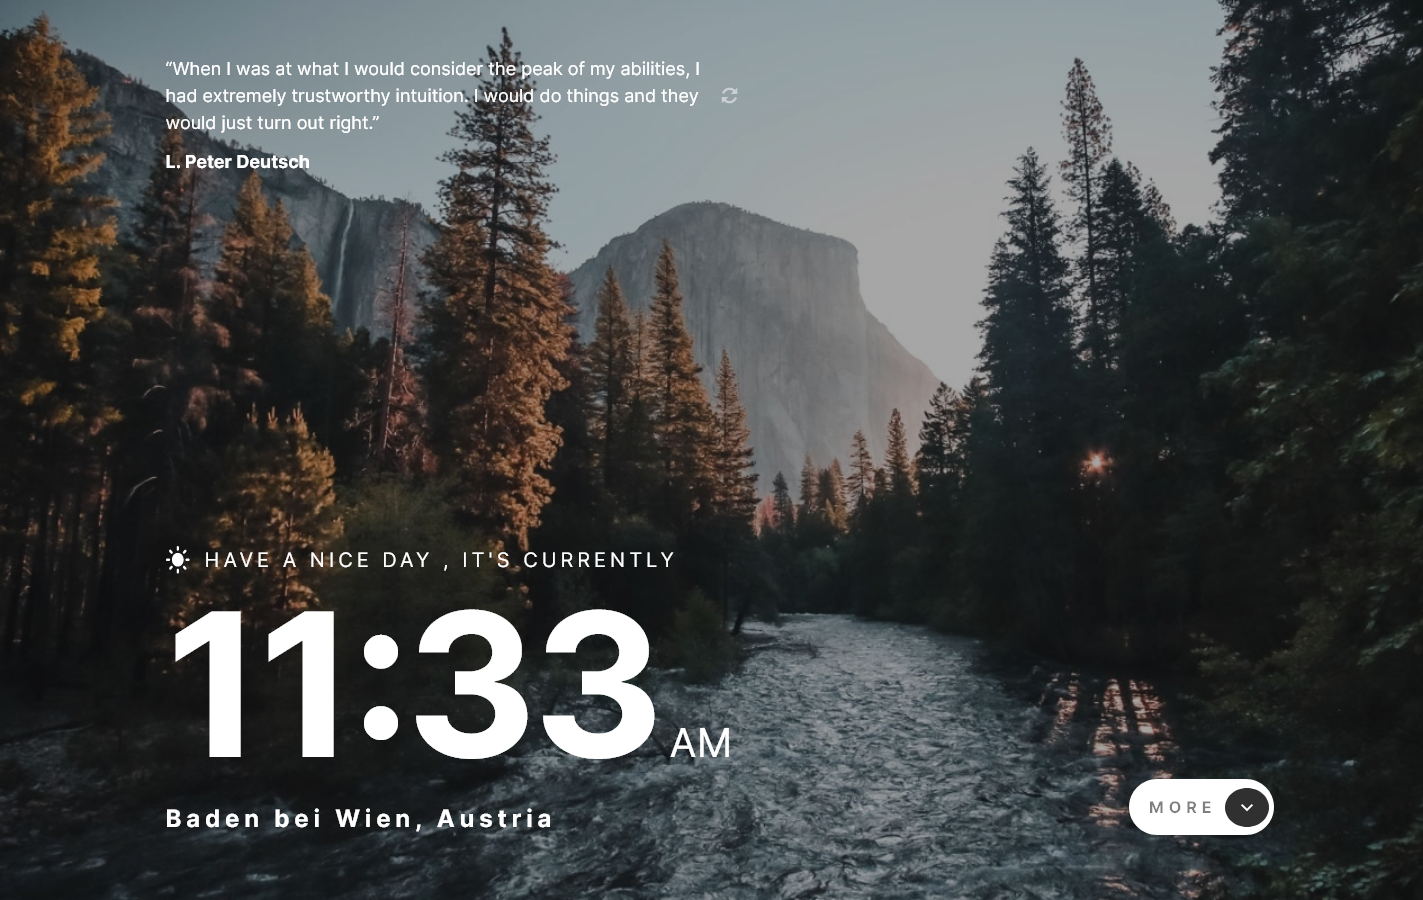 “When I was at what I would consider the peak of my abilities, I
had extremely trustworthy intuition. I would do things and they
would just turn out right.”
L. Peter Deutsch
HAVE A NICE DAY , IT'S CURRENTLY
11:33 AM
Baden bei Wien, Austria
MORE